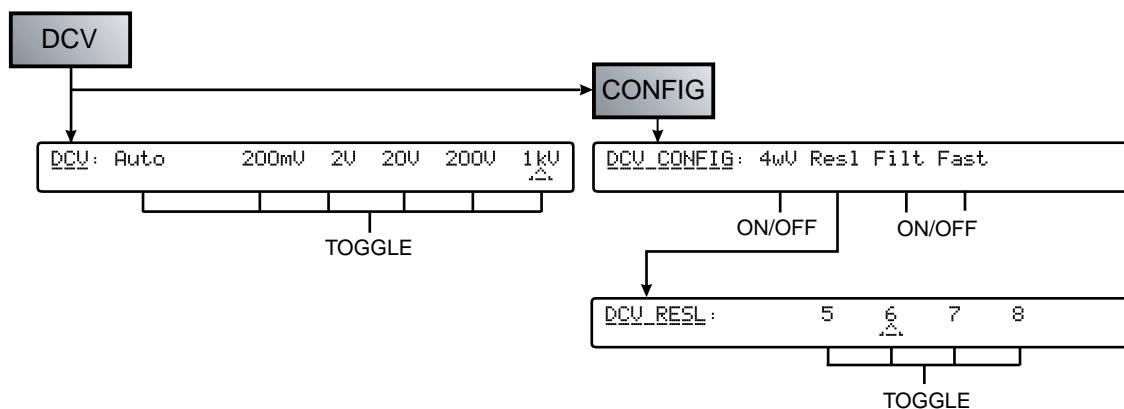 DCV
CONFIG
DCV: Auto 200mV 2V 20V 200V 1kV
TOGGLE
DCV_CONFIG: 4wV Resl Filt Fast
ON/OFF ON/OFF
DCV_RESL: 5 6 7 8
TOGGLE